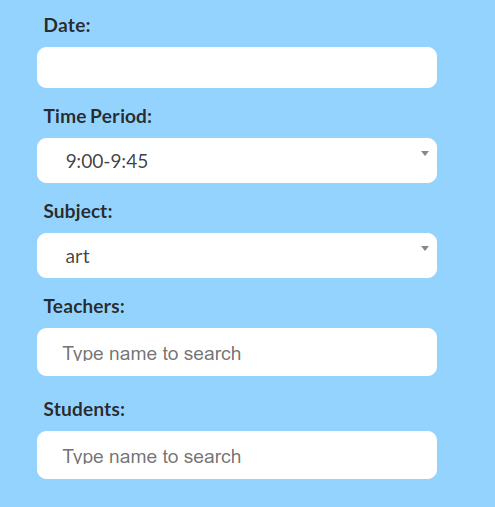 Date:
Time Period:
9:00-9:45
Subject:
art
Teachers:
Type name to search
Students:
Type name to search